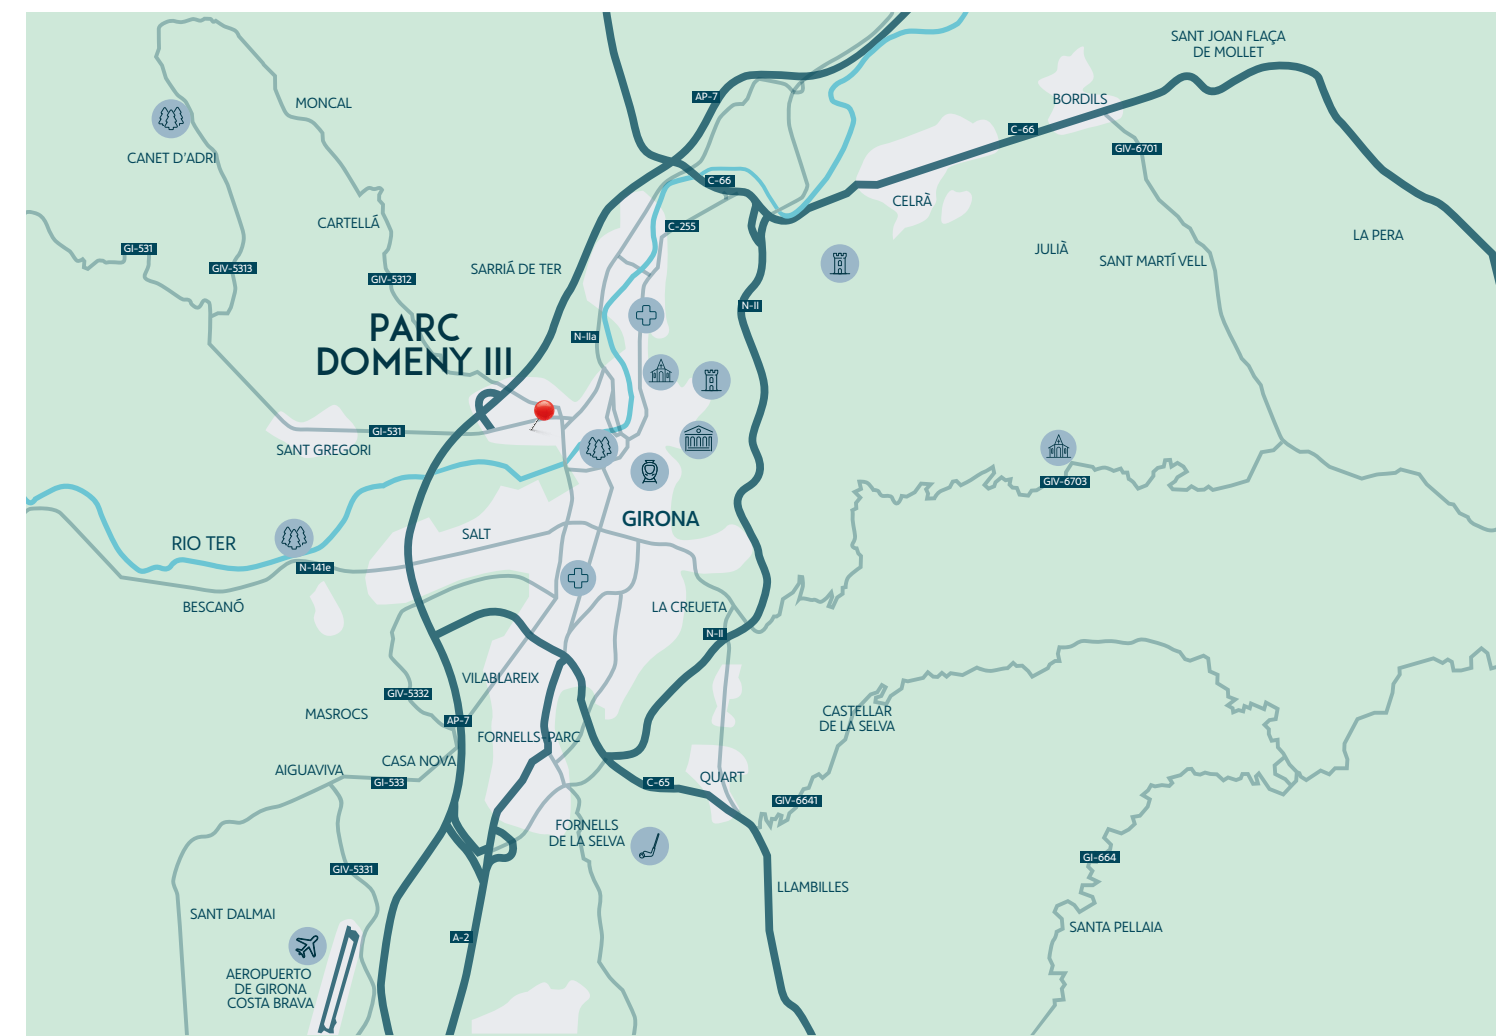 SANT JOAN FLAÇA
DE MOLLET
MONCAL
AP-7
BORDILS
C-66
GIV-6701
CANET D'ADRI
C-66
CELRÀ
CARTELLÁ
C-255
LA PERA
GI-531
GIV-5313
JULIÀ
SANT MARTÍ VELL
SARRIÁ DE TER
GIV-5312
N-II
N-IIa
PARC
DOMENY III
GI-531
SANT GREGORI
GIV-6703
GIRONA
SALT
RIO TER
N-141e
BESCANÓ
LA CREUETA
N-II
VILABLAREIX
GIV-5332
MASROCS
AP-7
CASTELLAR
DE LA SELVA
FORNELLS-PARC
CASA NOVA
AIGUAVIVA
GI-533
C-65
QUART
GIV-6641
FORNELLS
DE LA SELVA
GI-664
GIV-5331
LLAMBILLES
SANT DALMAI
SANTA PELLAIA
A-2
AEROPUERTO
DE GIRONA
COSTA BRAVA